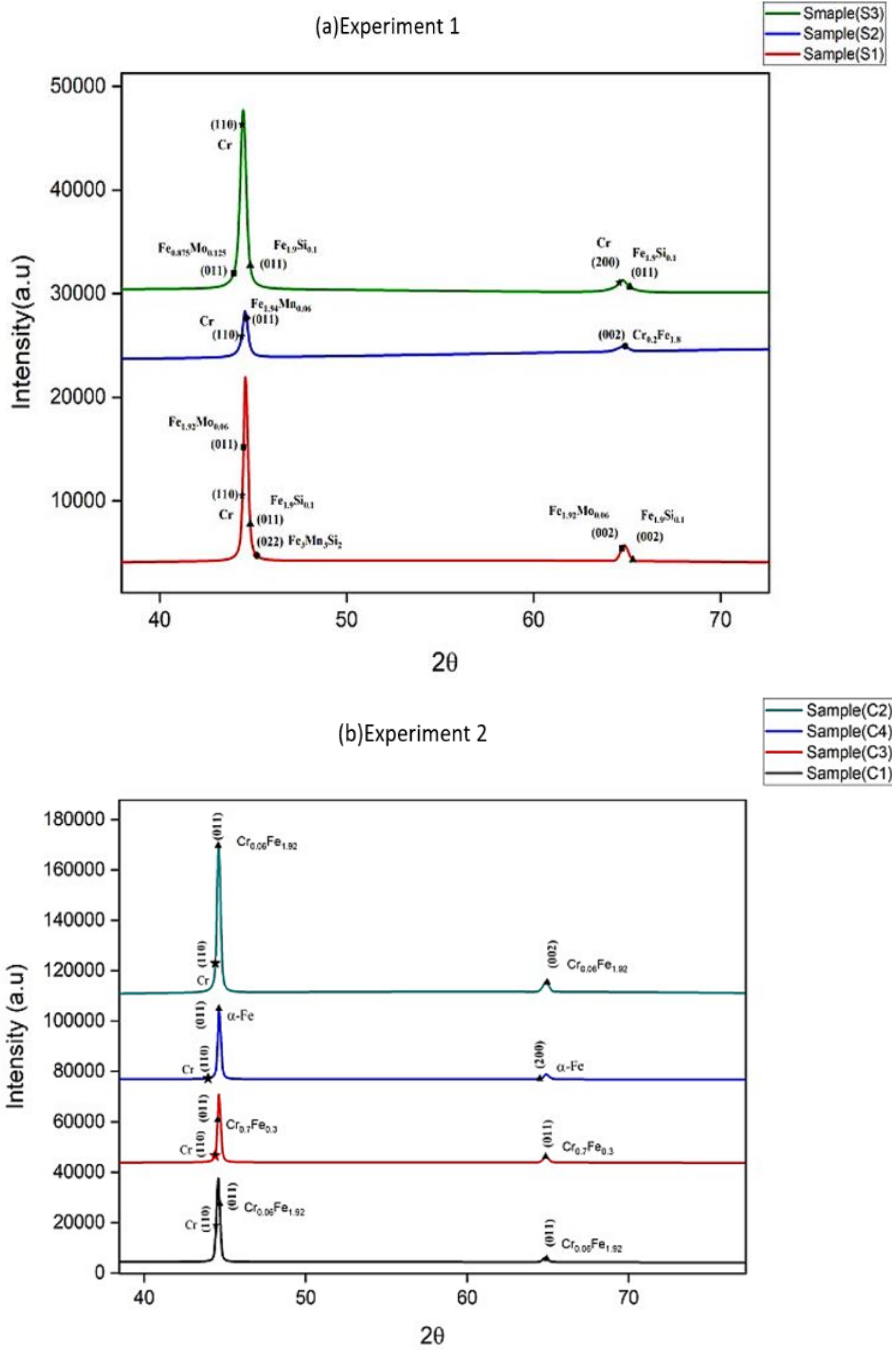 (a)Experiment 1
Smaple(S3)
Sample(S2)
Sample(S1)
Intensity(a.u)
50000
40000
30000
20000
10000
(110)
Cr
Fe0.875Mo0.125
(011)
Fe1.9Si0.1
(011)
Cr
(200)
Fe1.9Si0.1
(011)
Fe1.94Mn0.06
(011)
Cr
(110)
(002) Cr0.2Fe1.8
Fe1.92Mo0.06
(011)
(110)
Cr
Fe1.9Si0.1
(011)
(022) Fe3Mn3Si2
Fe1.92Mo0.06
(002)
Fe1.9Si0.1
(002)
40 50 60 70
2θ
(b)Experiment 2
Sample(C2)
Sample(C4)
Sample(C3)
Sample(C1)
Intensity (a.u)
180000
160000
140000
120000
100000
80000
60000
40000
20000
0
(011)
Cr0.06Fe1.92
(110)
Cr
(002)
Cr0.06Fe1.92
(011)
α-Fe
(110)
Cr
(200)
α-Fe
(011)
Cr0.7Fe0.3
(110)
Cr
(011)
Cr0.7Fe0.3
(011)
Cr0.06Fe1.92
(110)
Cr
(011)
Cr0.06Fe1.92
40 50 60 70
2θ